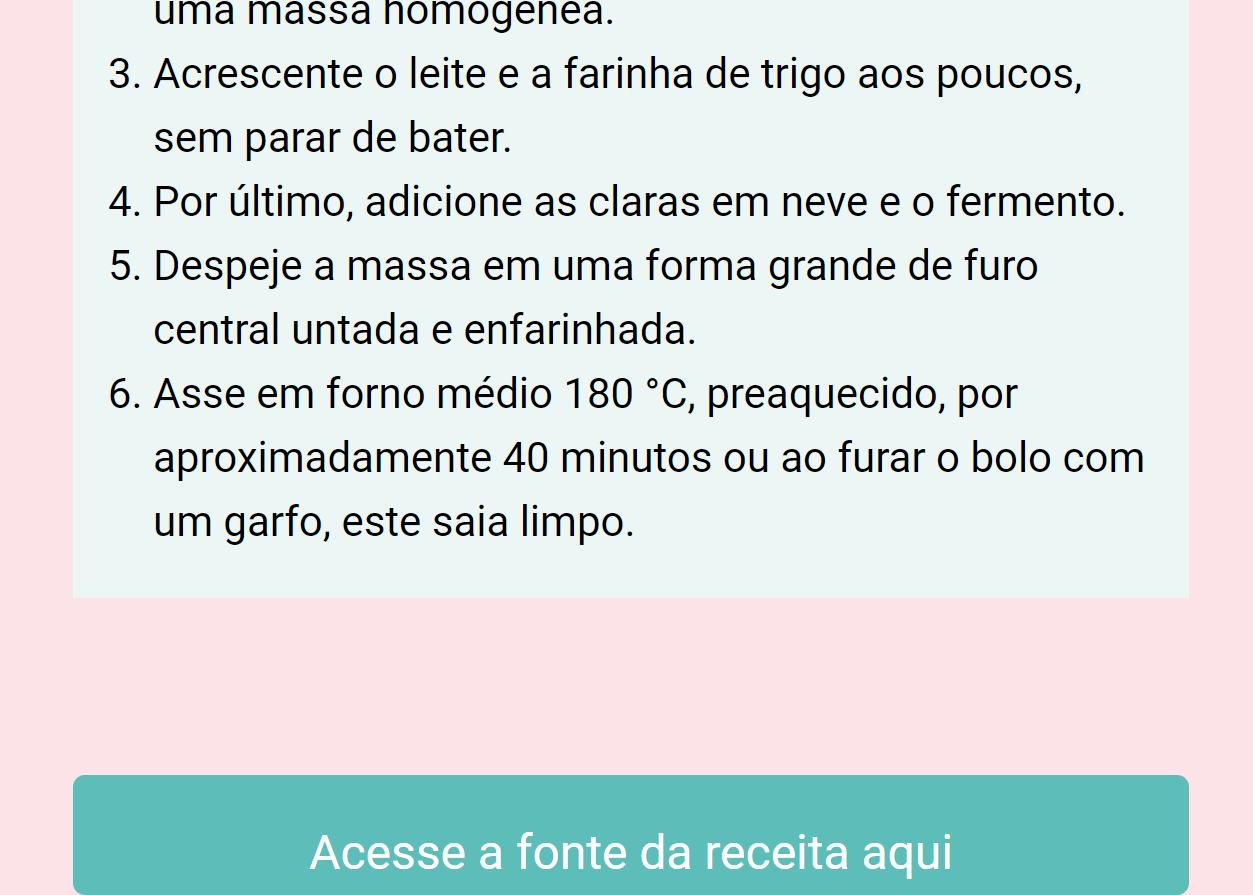 uma massa homogênea.
3. Acrescente o leite e a farinha de trigo aos poucos,
sem parar de bater.
4. Por último, adicione as claras em neve e o fermento.
5. Despeje a massa em uma forma grande de furo
central untada e enfarinhada.
6. Asse em forno médio 180 °C, preaquecido, por
aproximadamente 40 minutos ou ao furar o bolo com
um garfo, este saia limpo.
Acesse a fonte da receita aqui